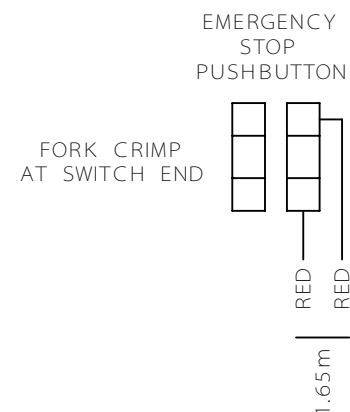 EMERGENCY
STOP
PUSHBUTTON
FORK CRIMP
AT SWITCH END
RED
RED
1.65m